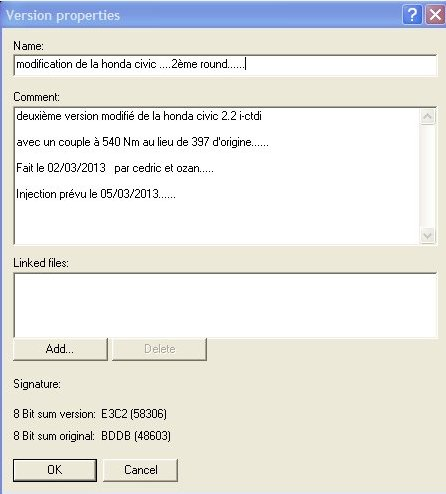 Version properties
Name:
modification de la honda civic ....2ème round......
Comment:
deuxième version modifié de la honda civic 2.2 i-ctdi
avec un couple à 540 Nm au lieu de 397 d'origine......
Fait le 02/03/2013   par cedric et ozan.....
Injection prévu le 05/03/2013......
Linked files:
Add...
Delete
Signature:
8 Bit sum version: E3C2 (58306)
8 Bit sum original: BDDB (48603)
OK
Cancel